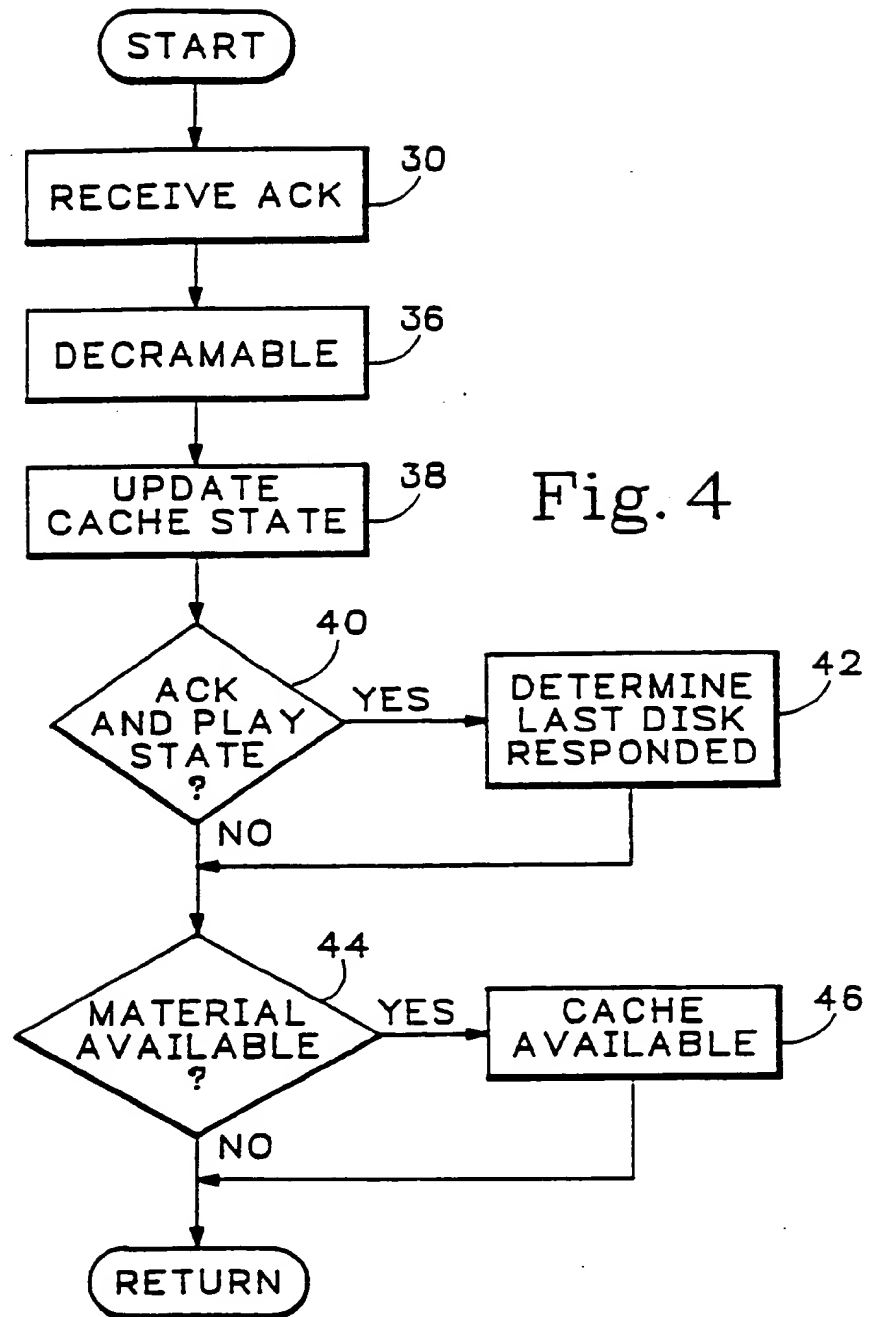 START
RECEIVE ACK
30
DECRAMABLE
36
UPDATE
CACHE STATE
38
Fig. 4
ACK
AND PLAY
STATE
?
40
YES
NO
DETERMINE
LAST DISK
RESPONDED
42
MATERIAL
AVAILABLE
?
44
YES
NO
CACHE
AVAILABLE
46
RETURN